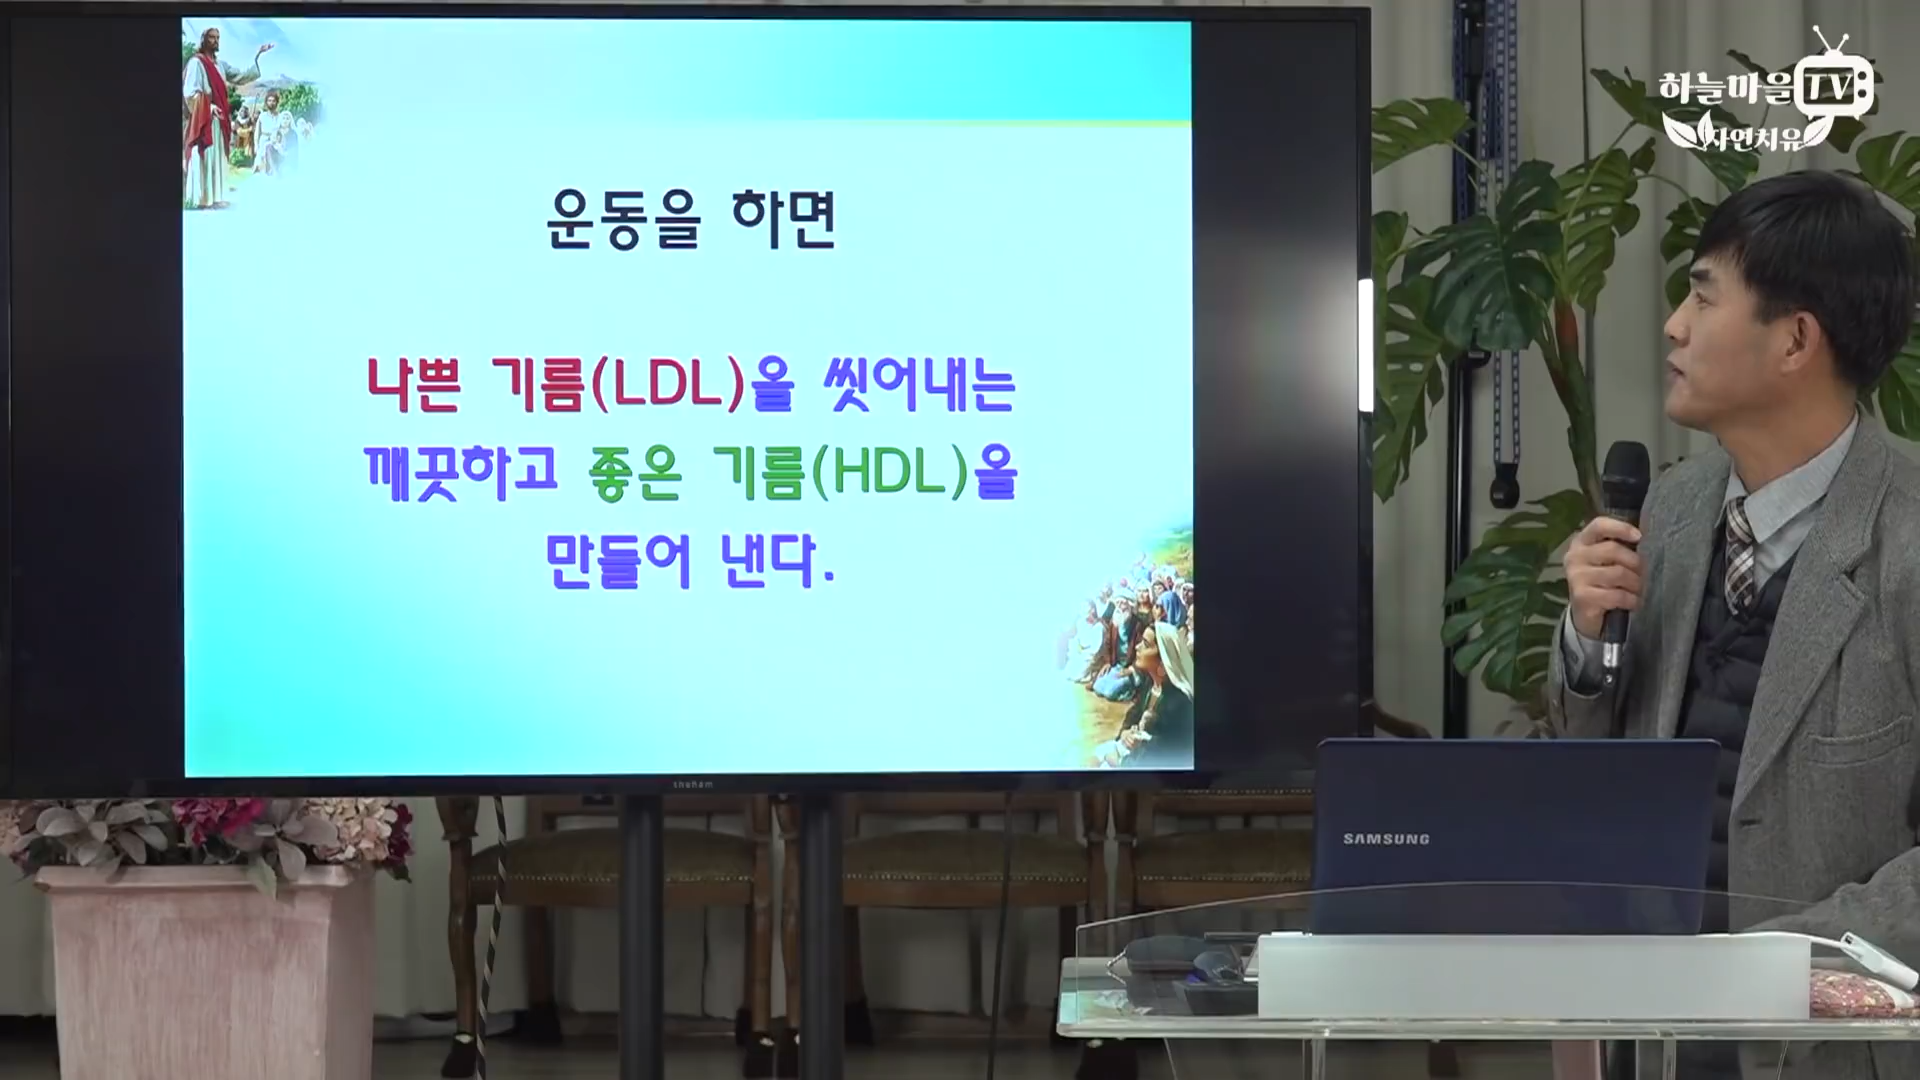 하늘마을 TV
자연치유
운동을 하면
나쁜 기름(LDL)을 씻어내는
깨끗하고 좋은 기름(HDL)을
만들어 낸다.
shuham
SAMSUNG